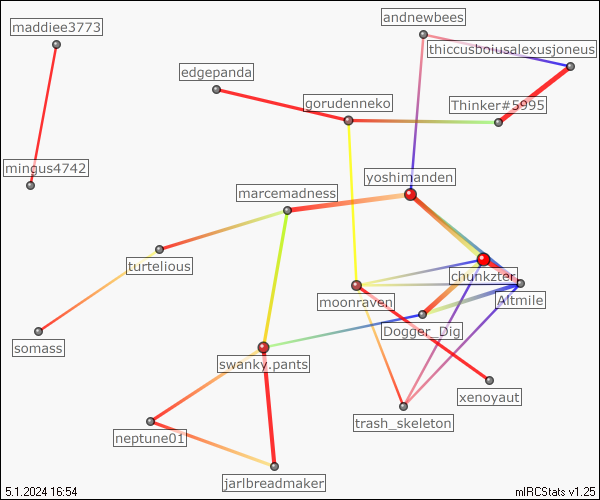 andnewbees
maddiee3773
thiccusboiusalexusjoneus
edgepanda
gorudenneko
Thinker#5995
mingus4742
yoshimanden
marcemadness
turtelious
chunkzter
moonraven
Altmile
Dogger_Dig
somass
swanky.pants
xenoyaut
trash_skeleton
neptune01
jarlbreadmaker
5.1.2024 16:54
mIRCStats v1.25